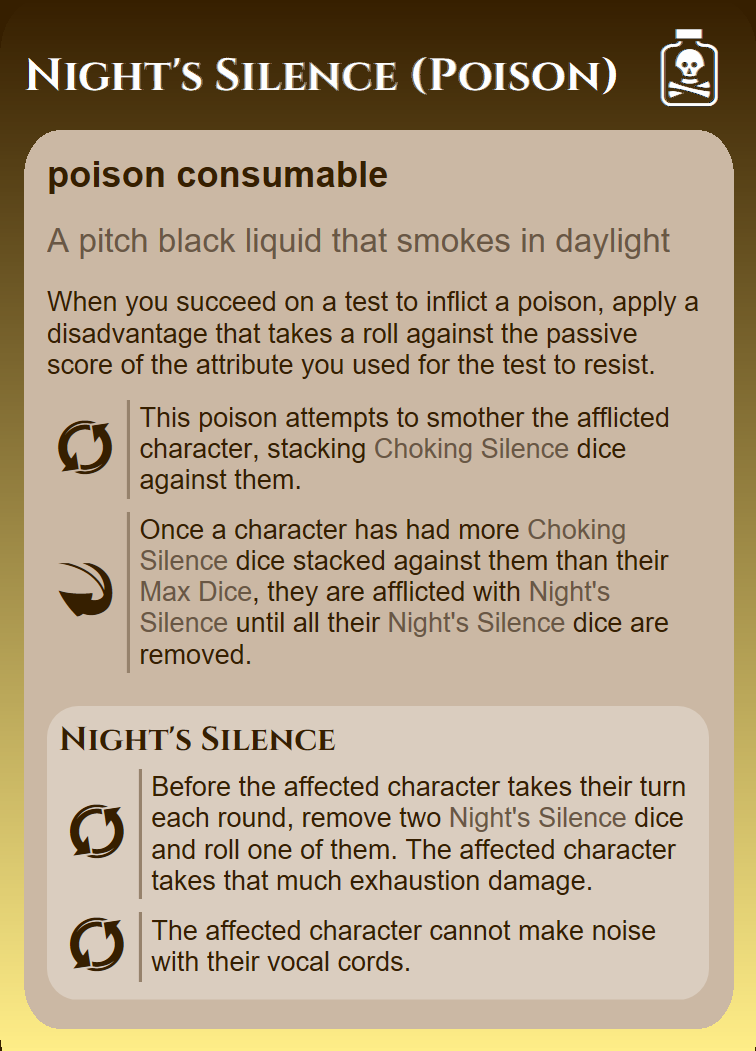 Night's Silence (Poison)
poison consumable
A pitch black liquid that smokes in daylight
When you succeed on a test to inflict a poison, apply a
disadvantage that takes a roll against the passive
score of the attribute you used for the test to resist.
This poison attempts to smother the afflicted
character, stacking Choking Silence dice
against them.
Once a character has had more Choking
Silence dice stacked against them than their
Max Dice, they are afflicted with Night's
Silence until all their Night's Silence dice are
removed.
Night's Silence
Before the affected character takes their turn
each round, remove two Night's Silence dice
and roll one of them. The affected character
takes that much exhaustion damage.
The affected character cannot make noise
with their vocal cords.